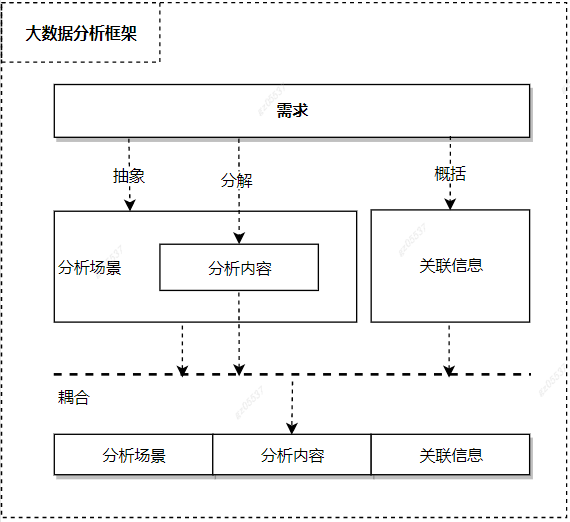 大数据分析框架
需求
抽象
分解
概括
分析场景
分析内容
关联信息
耦合
分析场景
分析内容
关联信息